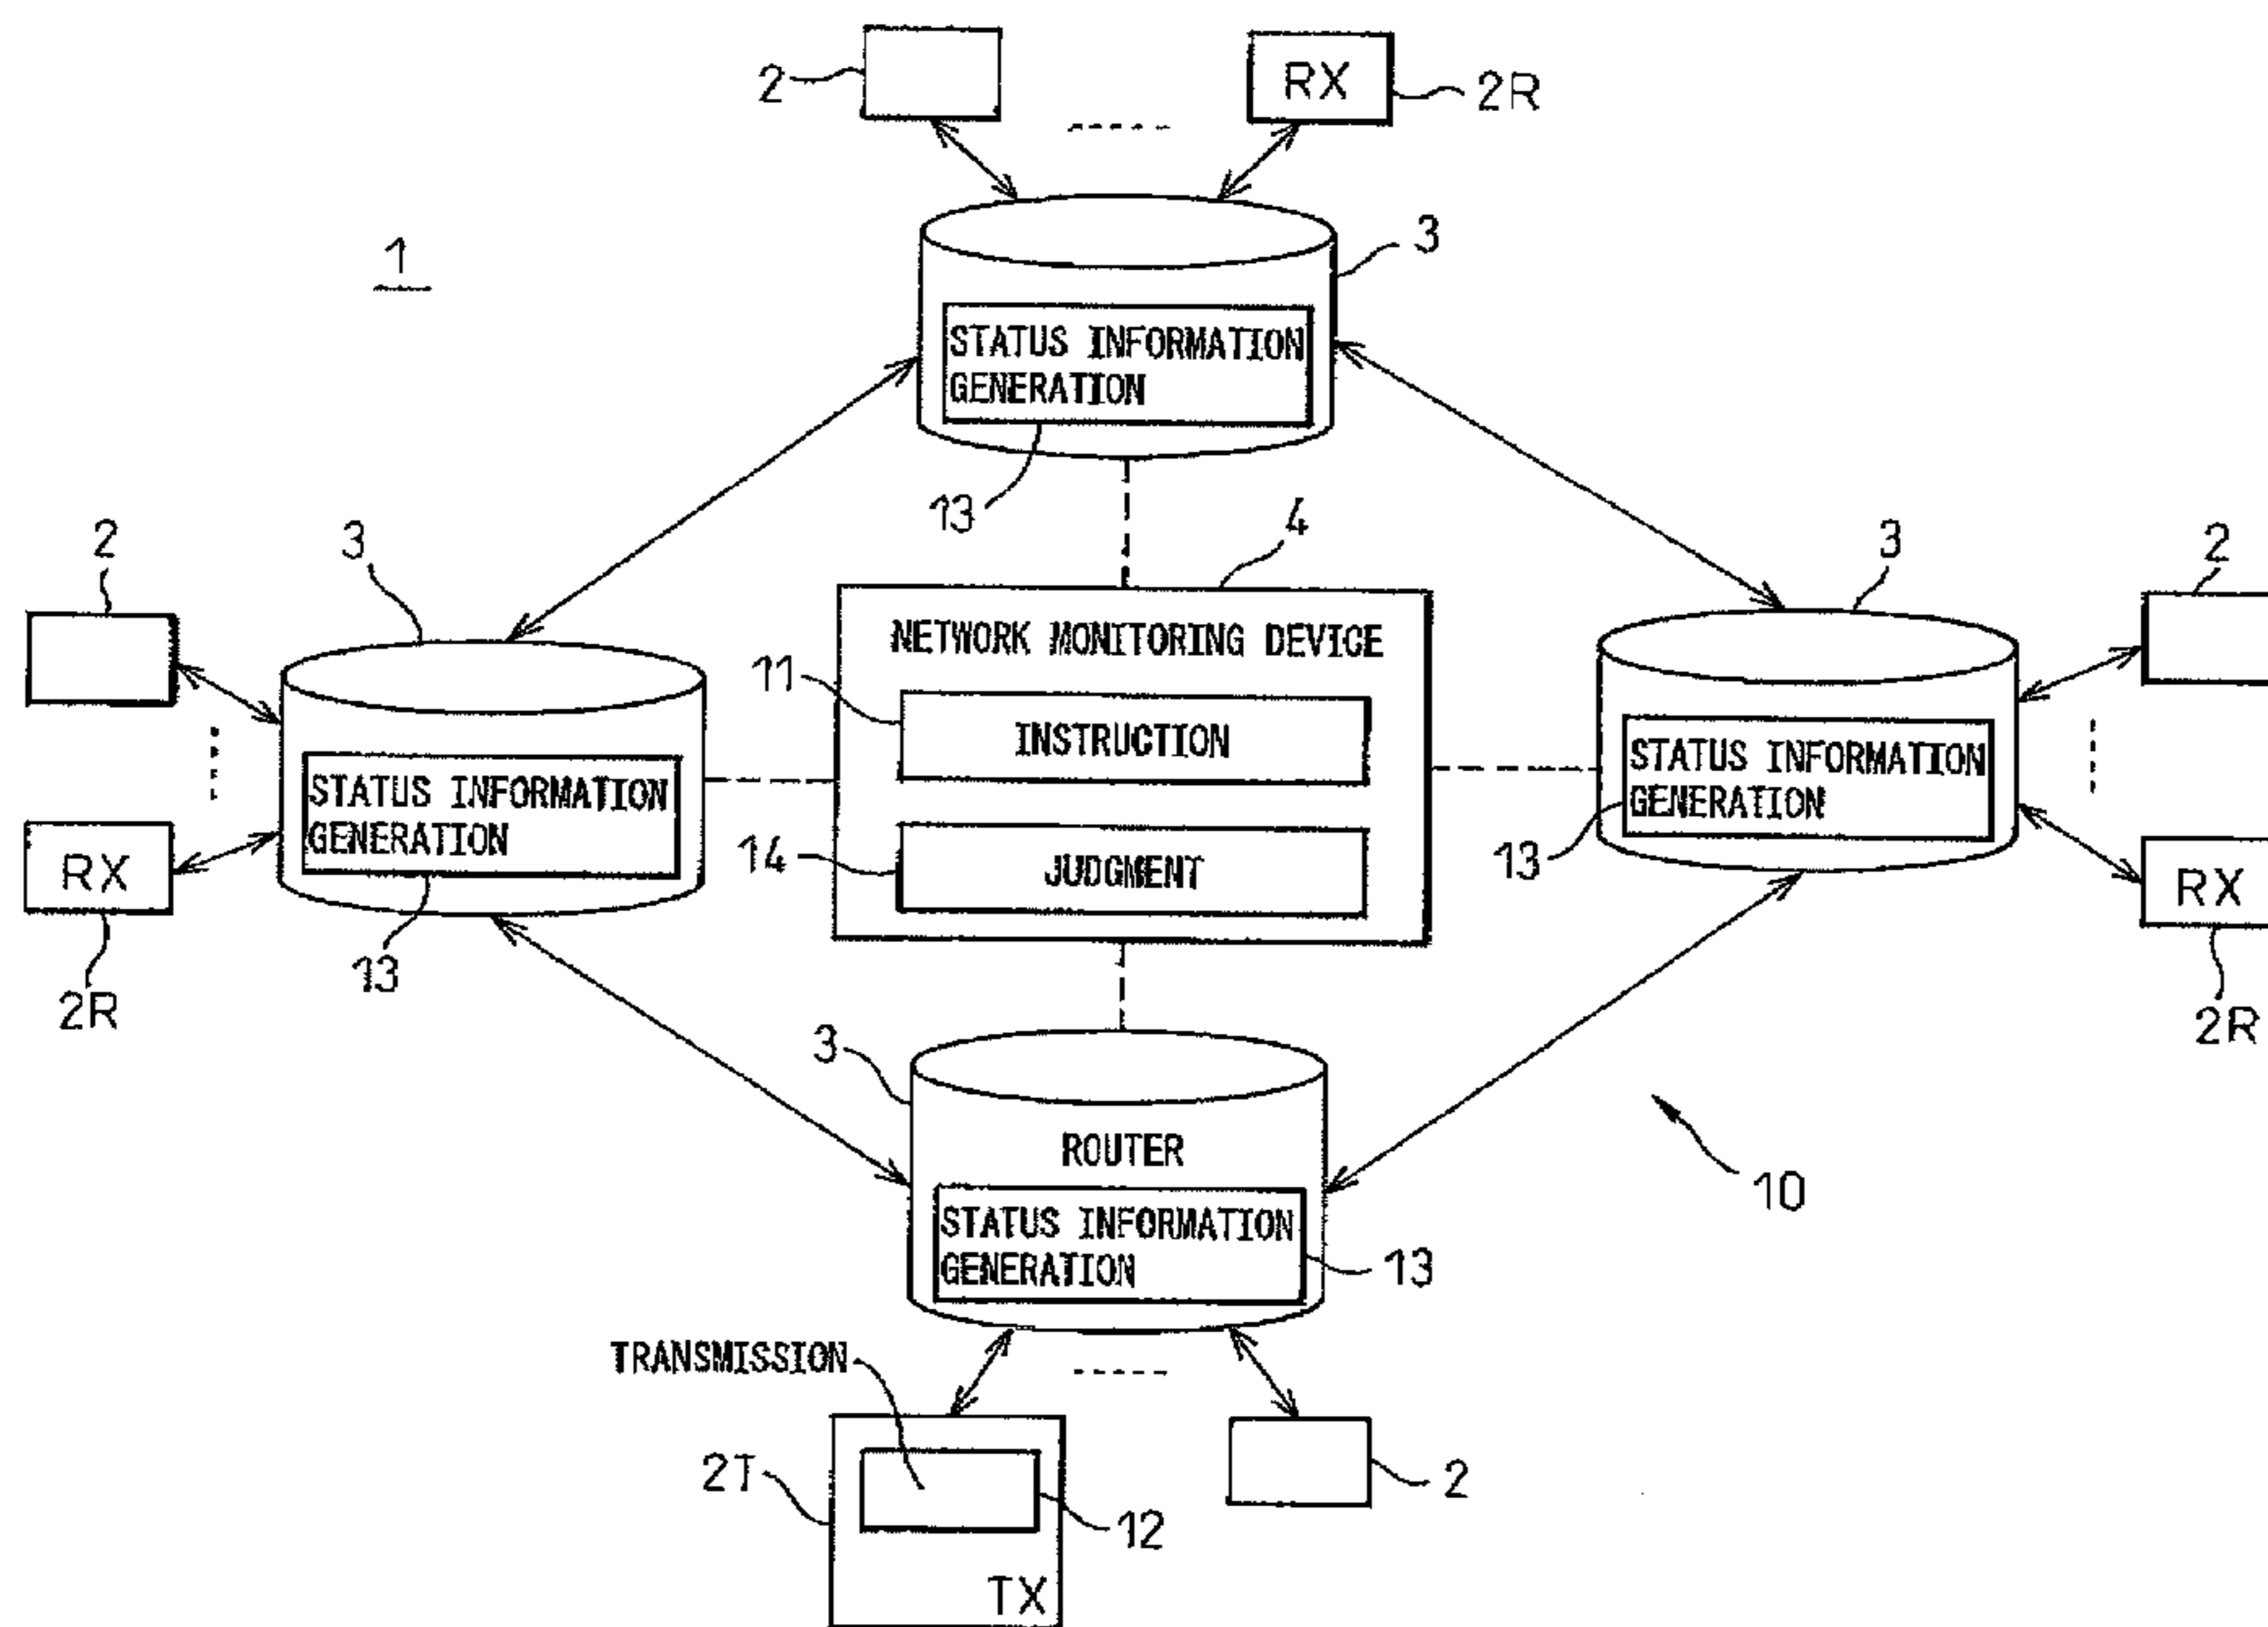 2
RX
2R
1
3
STATUS INFORMATION
GENERATION
13
4
2
3
3
2
NETWORK MONITORING DEVICE
11
INSTRUCTION
STATUS INFORMATION
GENERATION
STATUS INFORMATION
GENERATION
14
JUDGMENT
13
RX
RX
13
2R
2R
3
ROUTER
10
STATUS INFORMATION
GENERATION
13
TRANSMISSION
2T
2
12
TX